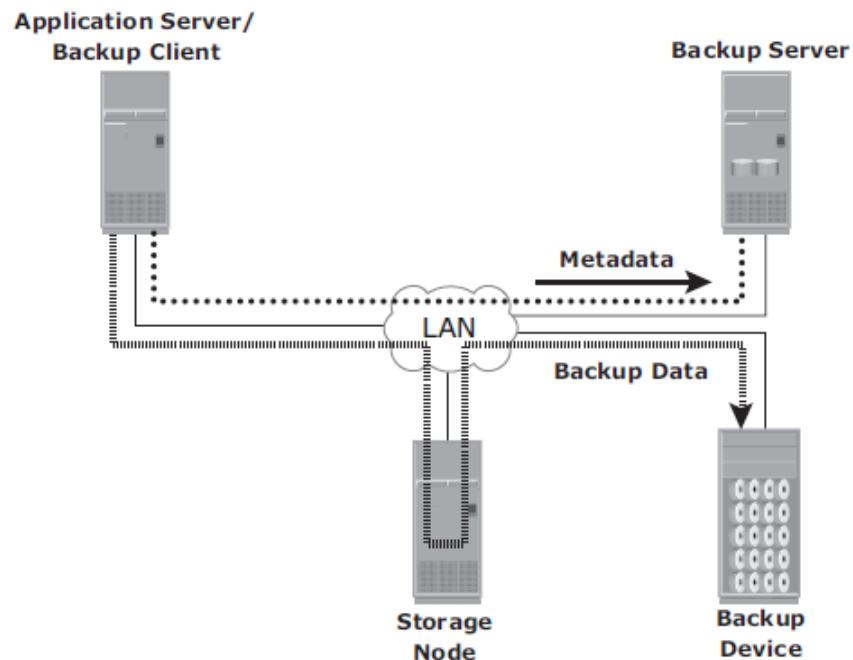 Application Server/
Backup Client
Backup Server
Metadata
LAN
Backup Data
Storage
Node
Backup
Device